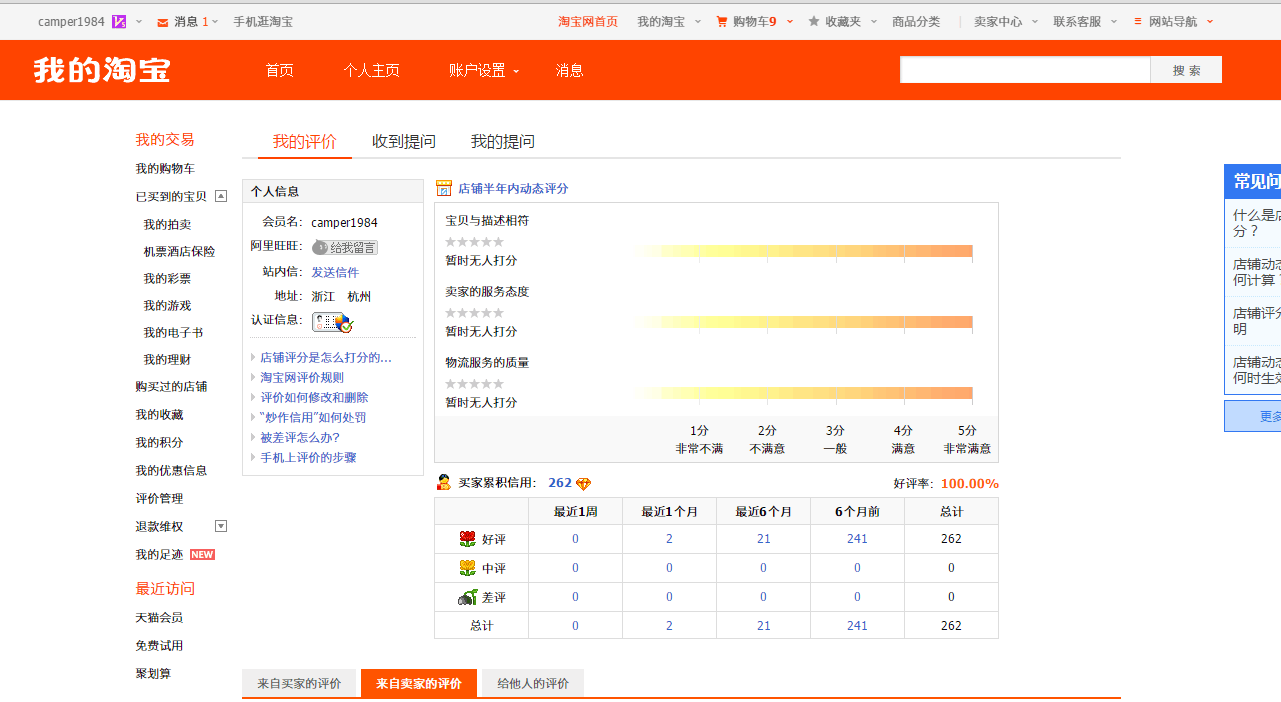 camper1984 消息 1 手机逛淘宝 淘宝网首页 我的淘宝 购物车9 收藏夹 商品分类 卖家中心 联系客服 网站导航
我的淘宝 首页 个人主页 账户设置 消息 搜 索
我的交易
我的购物车
已买到的宝贝
我的拍卖
机票酒店保险
我的彩票
我的游戏
我的电子书
我的理财
购买过的店铺
我的收藏
我的积分
我的优惠信息
评价管理
退款维权
我的足迹 NEW
最近访问
天猫会员
免费试用
聚划算
我的评价 收到提问 我的提问
个人信息
会员名: camper1984
阿里旺旺: 给我留言
站内信: 发送信件
地址: 浙江 杭州
认证信息:
店铺评分是怎么打分的...
淘宝网评价规则
评价如何修改和删除
“炒作信用”如何处罚
被差评怎么办?
手机上评价的步骤
店铺半年内动态评分
宝贝与描述相符
暂时无人打分
卖家的服务态度
暂时无人打分
物流服务的质量
暂时无人打分
1分 2分 3分 4分 5分
非常不满 不满意 一般 满意 非常满意
买家累积信用: 262 好评率: 100.00%
最近1周 最近1个月 最近6个月 6个月前 总计
好评 0 2 21 241 262
中评 0 0 0 0 0
差评 0 0 0 0 0
总计 0 2 21 241 262
来自买家的评价 来自卖家的评价 给他人的评价
常见问
什么是店
分？
店铺动态
何计算？
店铺评分
明
店铺动态
何时生效
更多